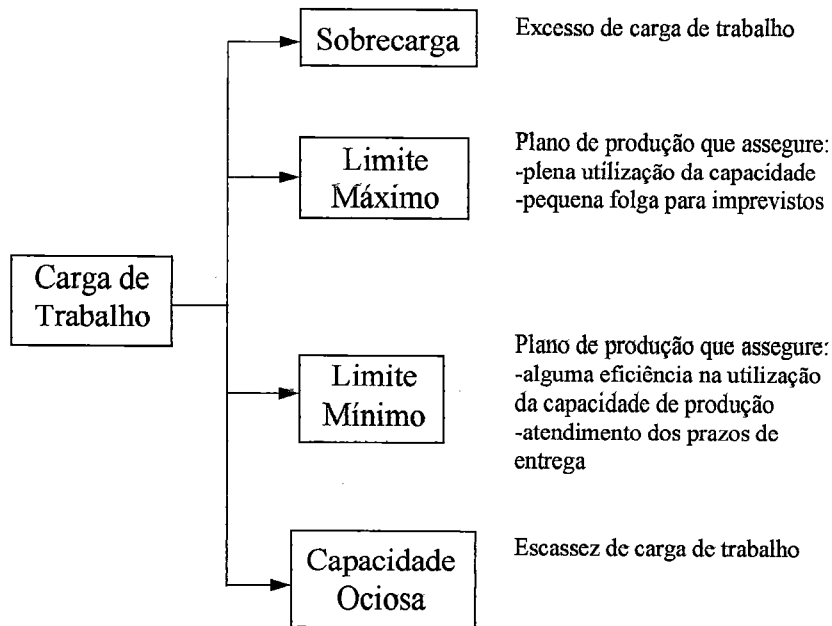 Sobrecarga
Excesso de carga de trabalho
Limite
Máximo
Plano de produção que assegure:
-plena utilização da capacidade
-pequena folga para imprevistos
Carga de
Trabalho
Limite
Mínimo
Plano de produção que assegure:
-alguma eficiência na utilização
da capacidade de produção
-atendimento dos prazos de
entrega
Capacidade
Ociosa
Escassez de carga de trabalho